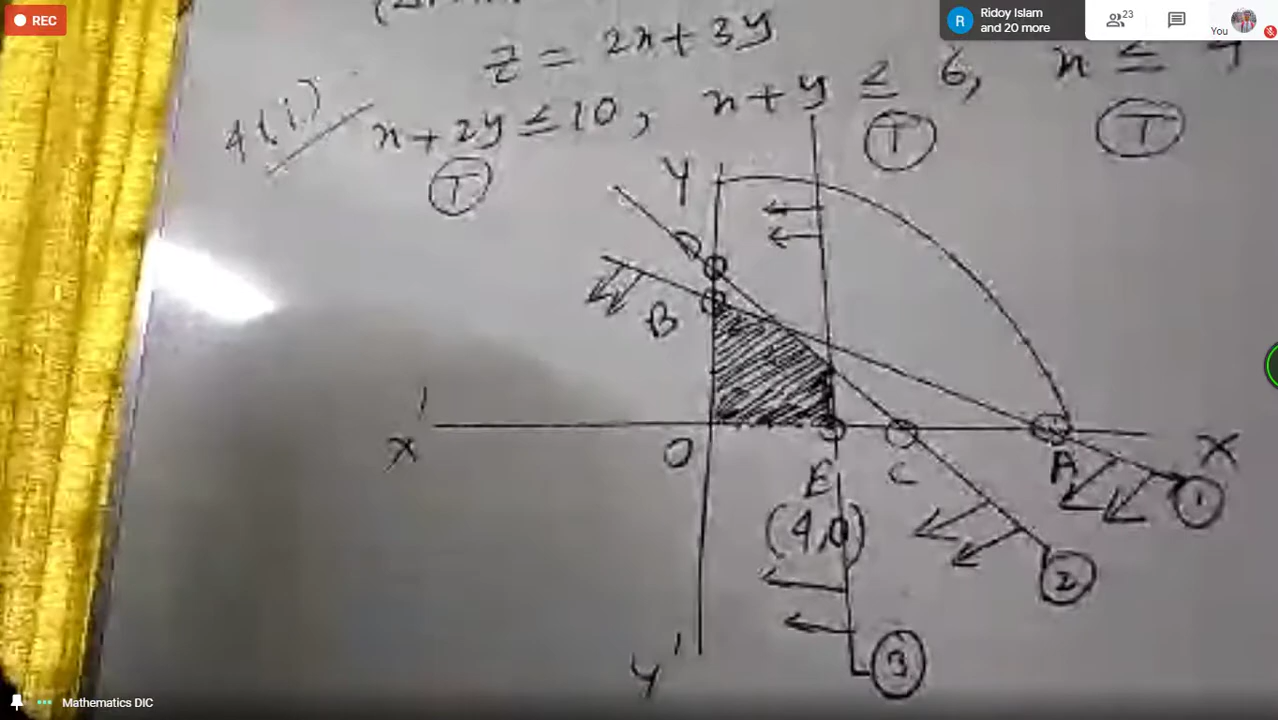 REC
Ridoy Islam
and 20 more
23
You
z = 2x + 3y
4(i) x + 2y ≤ 10, x + y ≤ 6, x ≤ 4
T T T
Y
D
B
X' O E C A X
(4,0)
1
2
3
Y'
Mathematics DIC